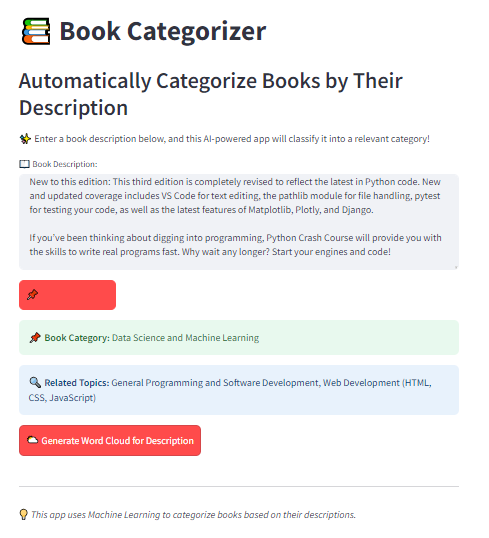 Book Categorizer
Automatically Categorize Books by Their
Description
Enter a book description below, and this AI-powered app will classify it into a relevant category!
Book Description:
New to this edition: This third edition is completely revised to reflect the latest in Python code. New
and updated coverage includes VS Code for text editing, the pathlib module for file handling, pytest
for testing your code, as well as the latest features of Matplotlib, Plotly, and Django.
If you've been thinking about digging into programming, Python Crash Course will provide you with
the skills to write real programs fast. Why wait any longer? Start your engines and code!
Book Category: Data Science and Machine Learning
Related Topics: General Programming and Software Development, Web Development (HTML,
CSS, JavaScript)
Generate Word Cloud for Description
This app uses Machine Learning to categorize books based on their descriptions.